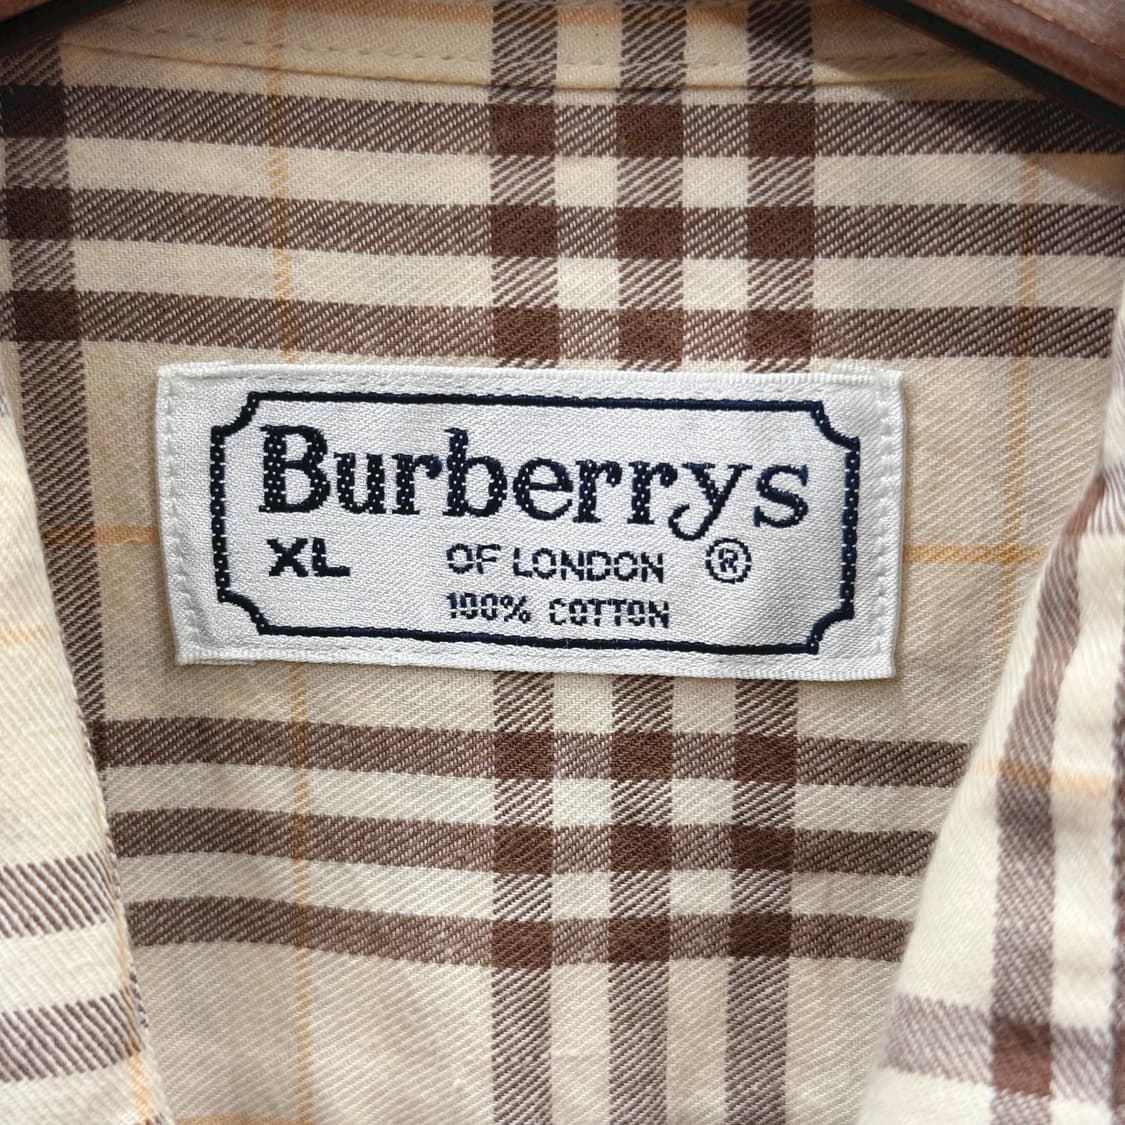 Burberrys
XL OF LONDON ®
100% COTTON